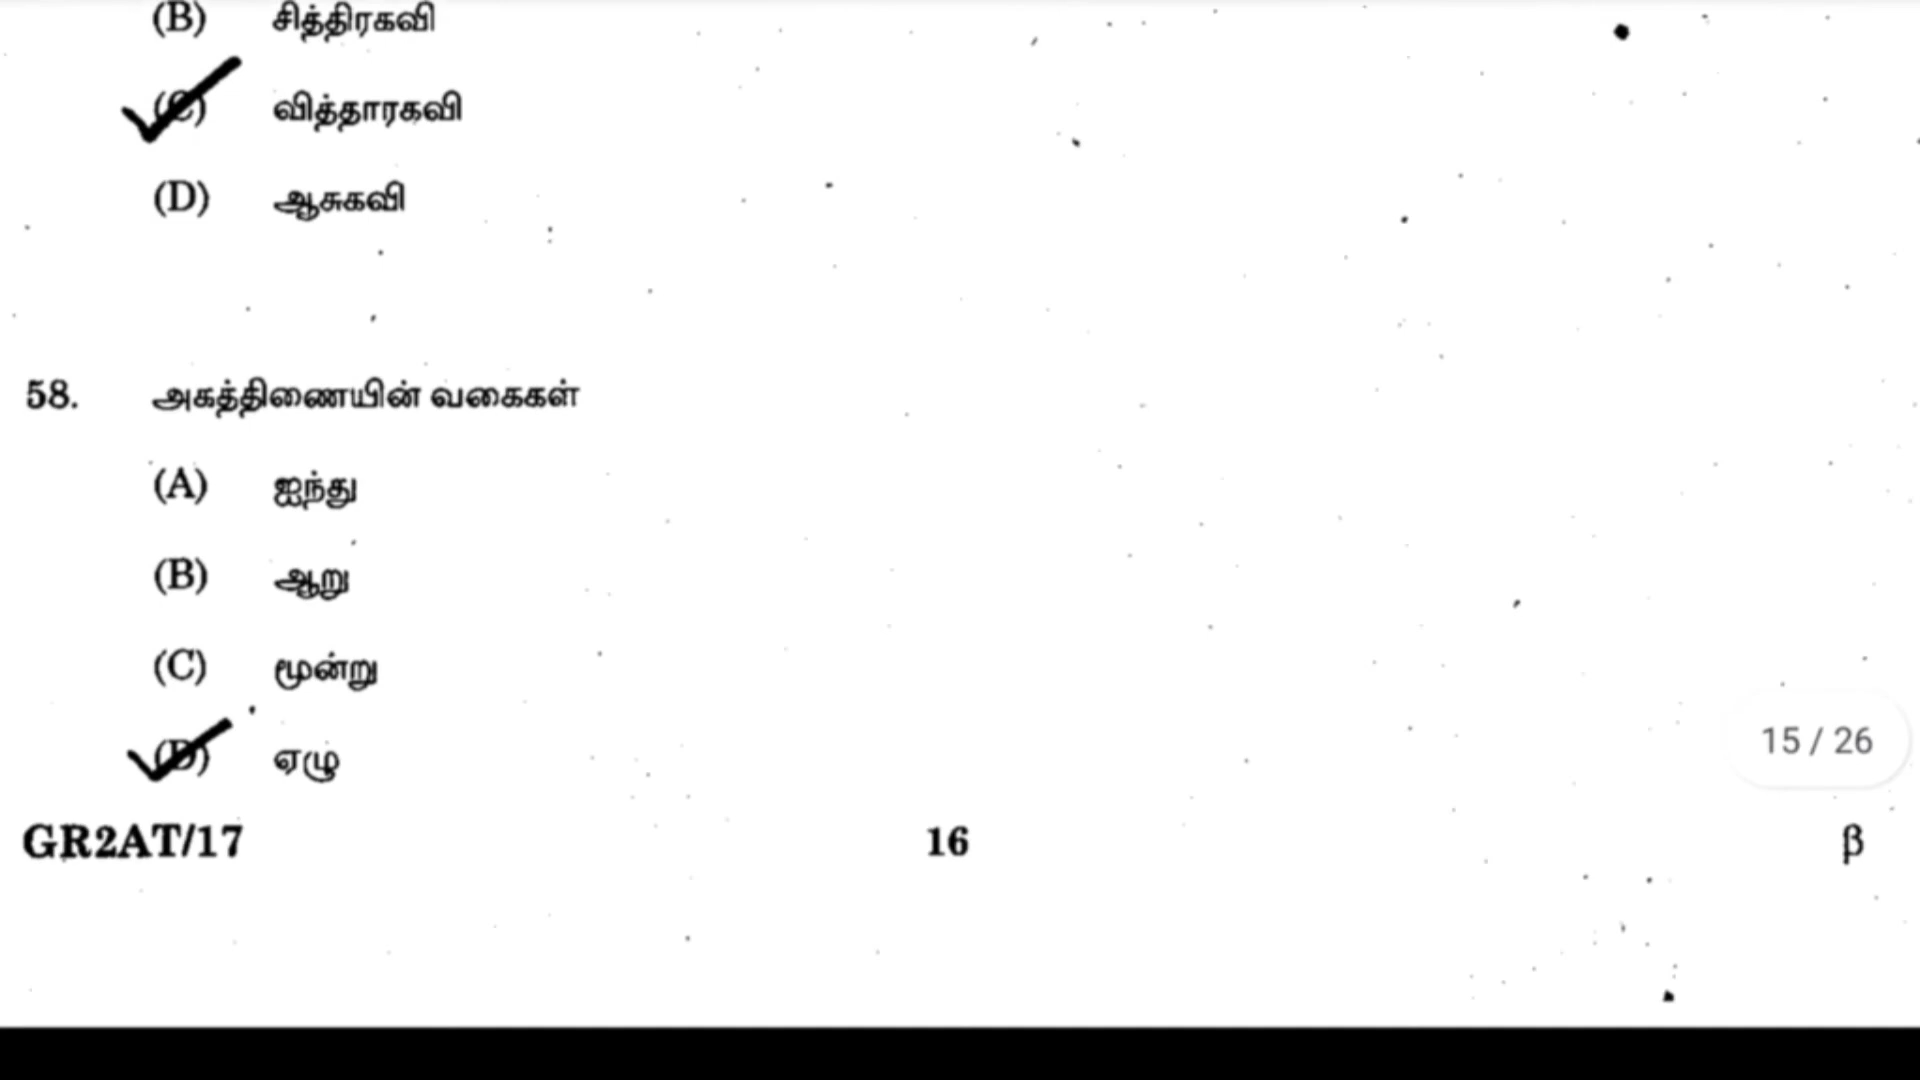 (B) சித்திரகவி
(C) வித்தாரகவி
(D) ஆசுகவி
58. அகத்திணையின் வகைகள்
(A) ஐந்து
(B) ஆறு
(C) மூன்று
(D) ஏழு
15 / 26
GR2AT/17 16 β